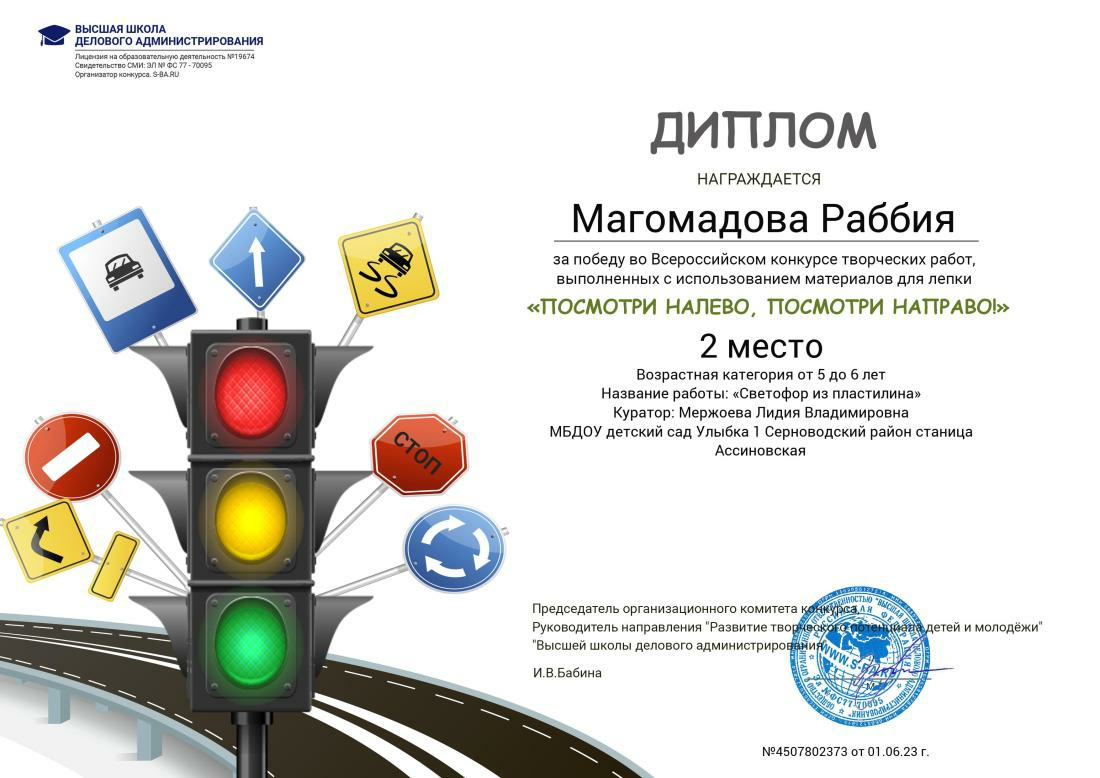 ВЫСШАЯ ШКОЛА
ДЕЛОВОГО АДМИНИСТРИРОВАНИЯ
Лицензия на образовательную деятельность №19674
Свидетельство СМИ: ЭЛ № ФС 77 - 70095
Организатор конкурса. S-BA.RU
ДИПЛОМ
НАГРАЖДАЕТСЯ
Магомадова Раббия
за победу во Всероссийском конкурсе творческих работ,
выполненных с использованием материалов для лепки
«ПОСМОТРИ НАЛЕВО, ПОСМОТРИ НАПРАВО!»
2 место
Возрастная категория от 5 до 6 лет
Название работы: «Светофор из пластилина»
Куратор: Мержоева Лидия Владимировна
МБДОУ детский сад Улыбка 1 Серноводский район станица
Ассиновская
СТОП
Председатель организационного комитета конкурса,
Руководитель направления "Развитие творческого потенциала детей и молодёжи"
"Высшей школы делового администрирования"
И.В.Бабина
WWW.S-BA.RU
№4507802373 от 01.06.23 г.